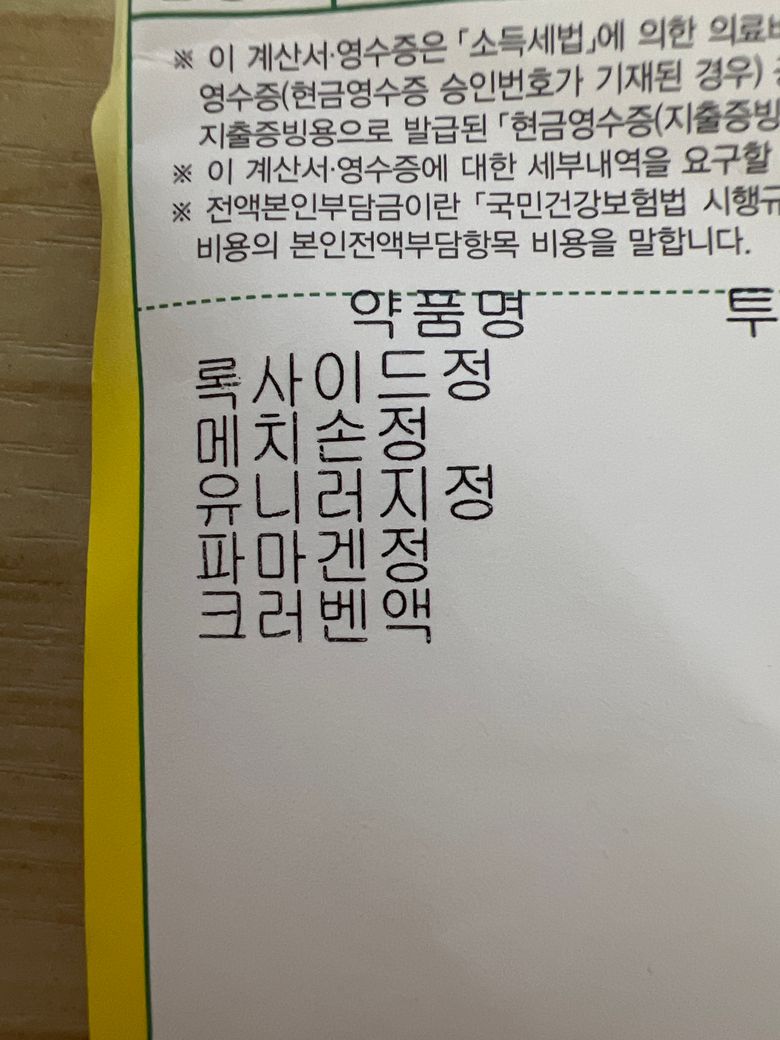 ※ 이 계산서·영수증은 「소득세법」에 의한
영수증(현금영수증 승인번호가 기재된 경우)
지출증빙용으로 발급된 「현금영수증(지출증빙
※ 이 계산서·영수증에 대한 세부내역을 요구할
※ 전액본인부담금이란 「국민건강보험법 시행규
비용의 본인전액부담항목 비용을 말합니다.
약품명 투
록사이드정
메치손정
유니러지정
파마겐정
크러벤액